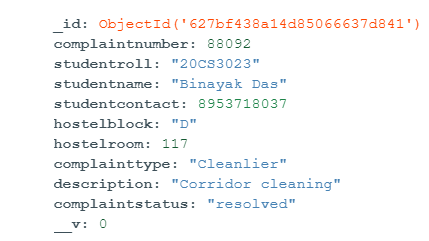 _id: ObjectId('627bf438a14d85066637d841')
complaintnumber: 88092
studentroll: "20CS3023"
studentname: "Binayak Das"
studentcontact: 8953718037
hostelblock: "D"
hostelroom: 117
complainttype: "Cleanlier"
description: "Corridor cleaning"
complaintstatus: "resolved"
__v: 0